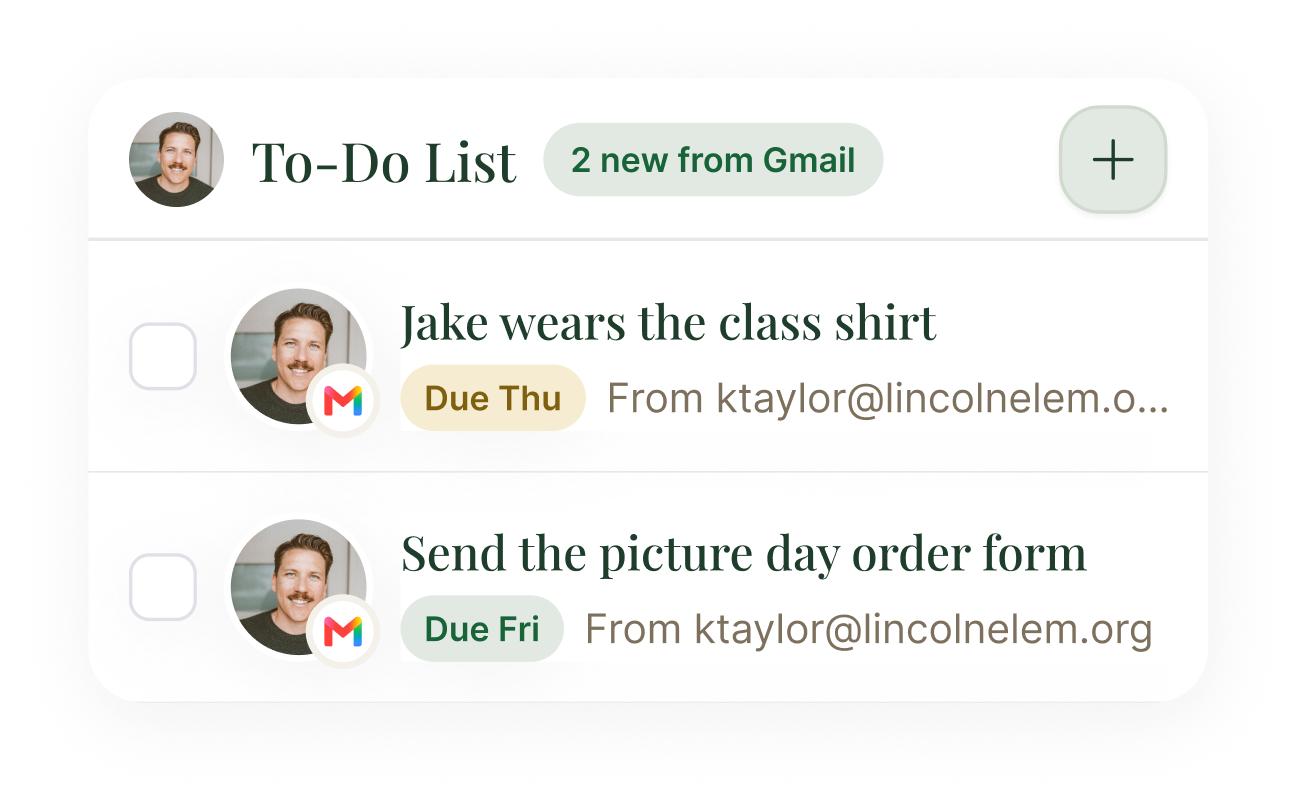 To-Do List 2 new from Gmail
Jake wears the class shirt
Due Thu From ktaylor@lincolnelem.o...
Send the picture day order form
Due Fri From ktaylor@lincolnelem.org